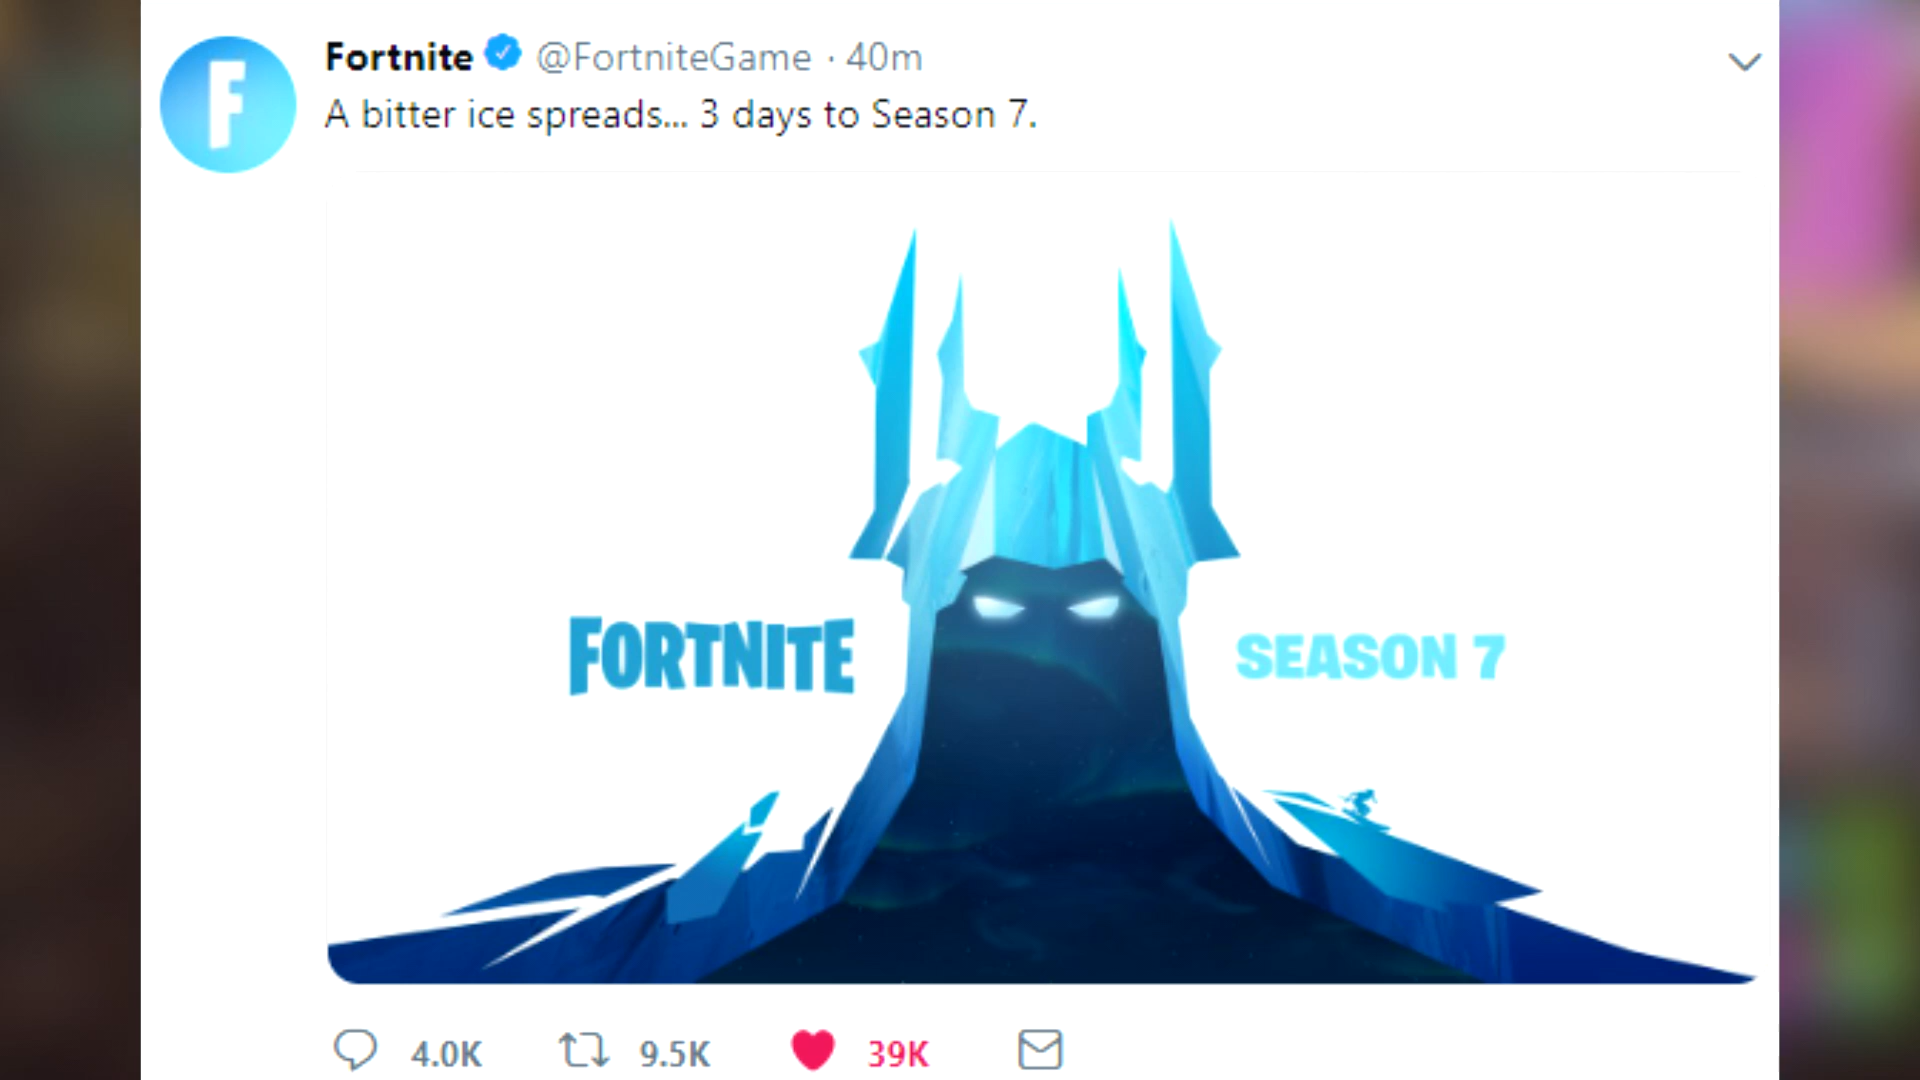 F
Fortnite @FortniteGame · 40m
A bitter ice spreads... 3 days to Season 7.
FORTNITE
SEASON 7
4.0K 9.5K 39K